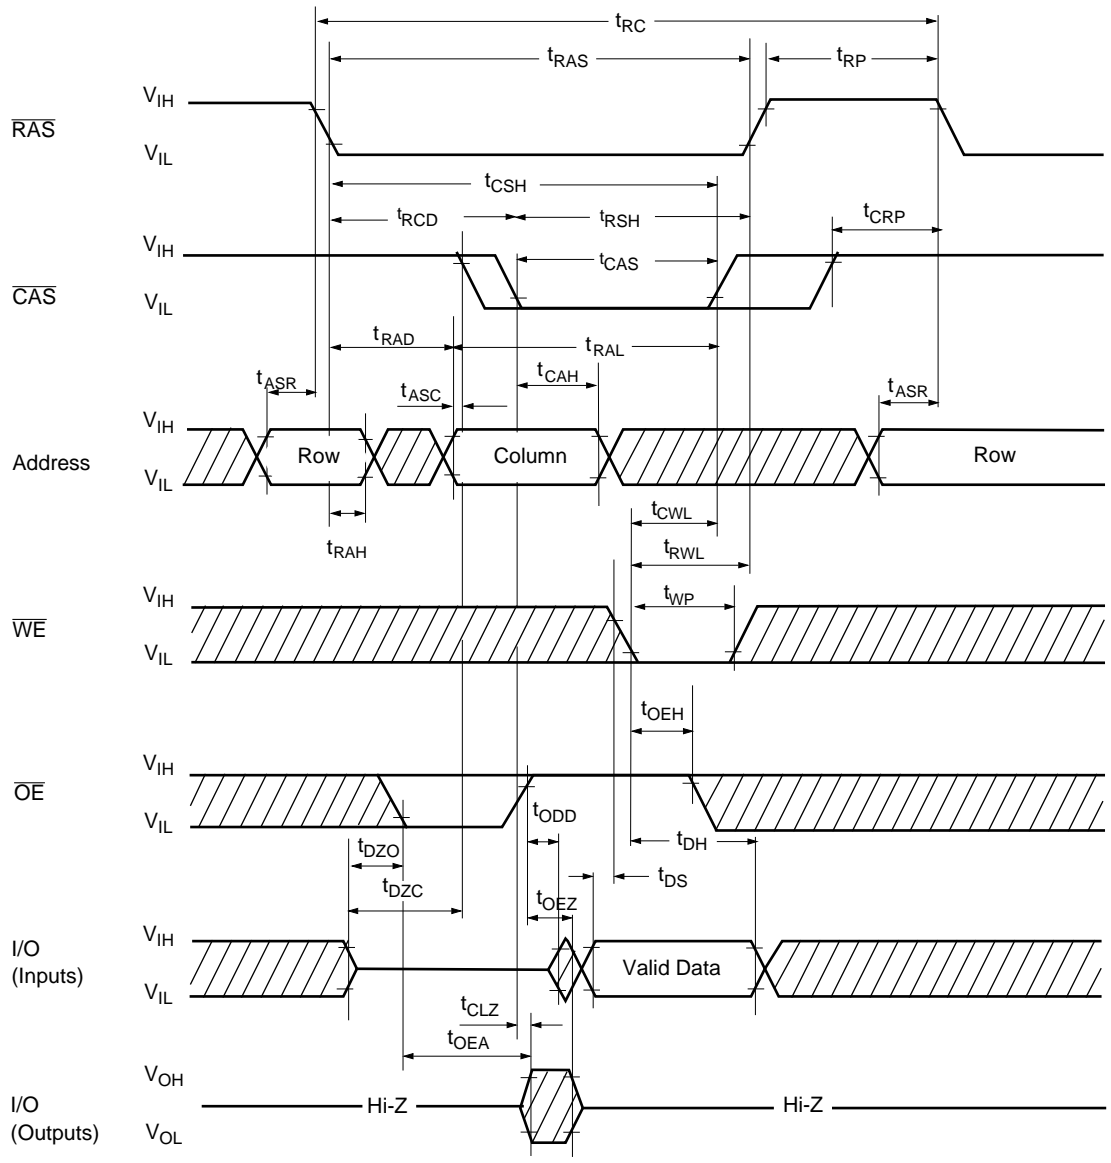 tRC
tRAS
tRP
VIH
RAS
VIL
tCSH
tRCD
tRSH
tCRP
VIH
tCAS
CAS
VIL
tRAD
tRAL
tASR
tASC
tCAH
tASR
VIH
Address
Row
Column
Row
VIL
tCWL
tRAH
tRWL
VIH
tWP
WE
VIL
tOEH
VIH
OE
tODD
VIL
tDZO
tDH
tDZC
tDS
tOEZ
VIH
I/O
(Inputs)
Valid Data
VIL
tCLZ
tOEA
VOH
I/O
(Outputs)
Hi-Z
Hi-Z
VOL